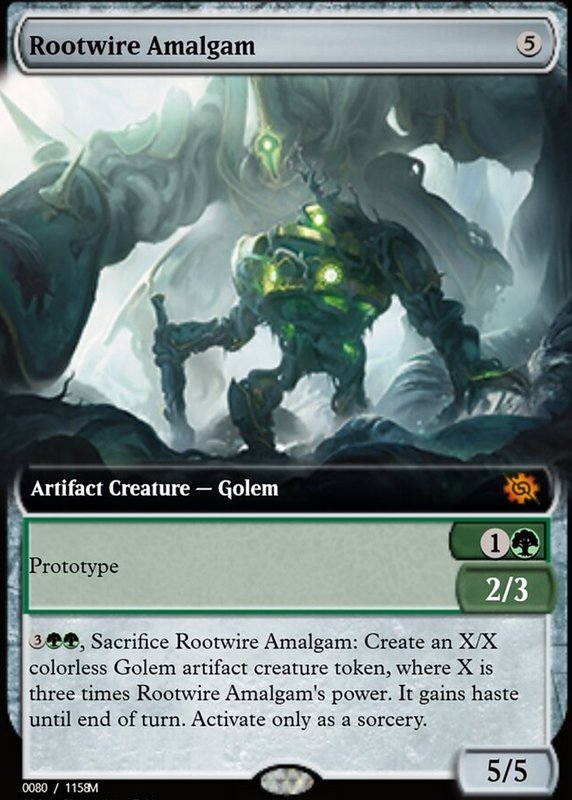 Rootwire Amalgam 5
Artifact Creature — Golem
Prototype 1
2/3
3, Sacrifice Rootwire Amalgam: Create an X/X
colorless Golem artifact creature token, where X is
three times Rootwire Amalgam's power. It gains haste
until end of turn. Activate only as a sorcery.
5/5
0080 / 1158M